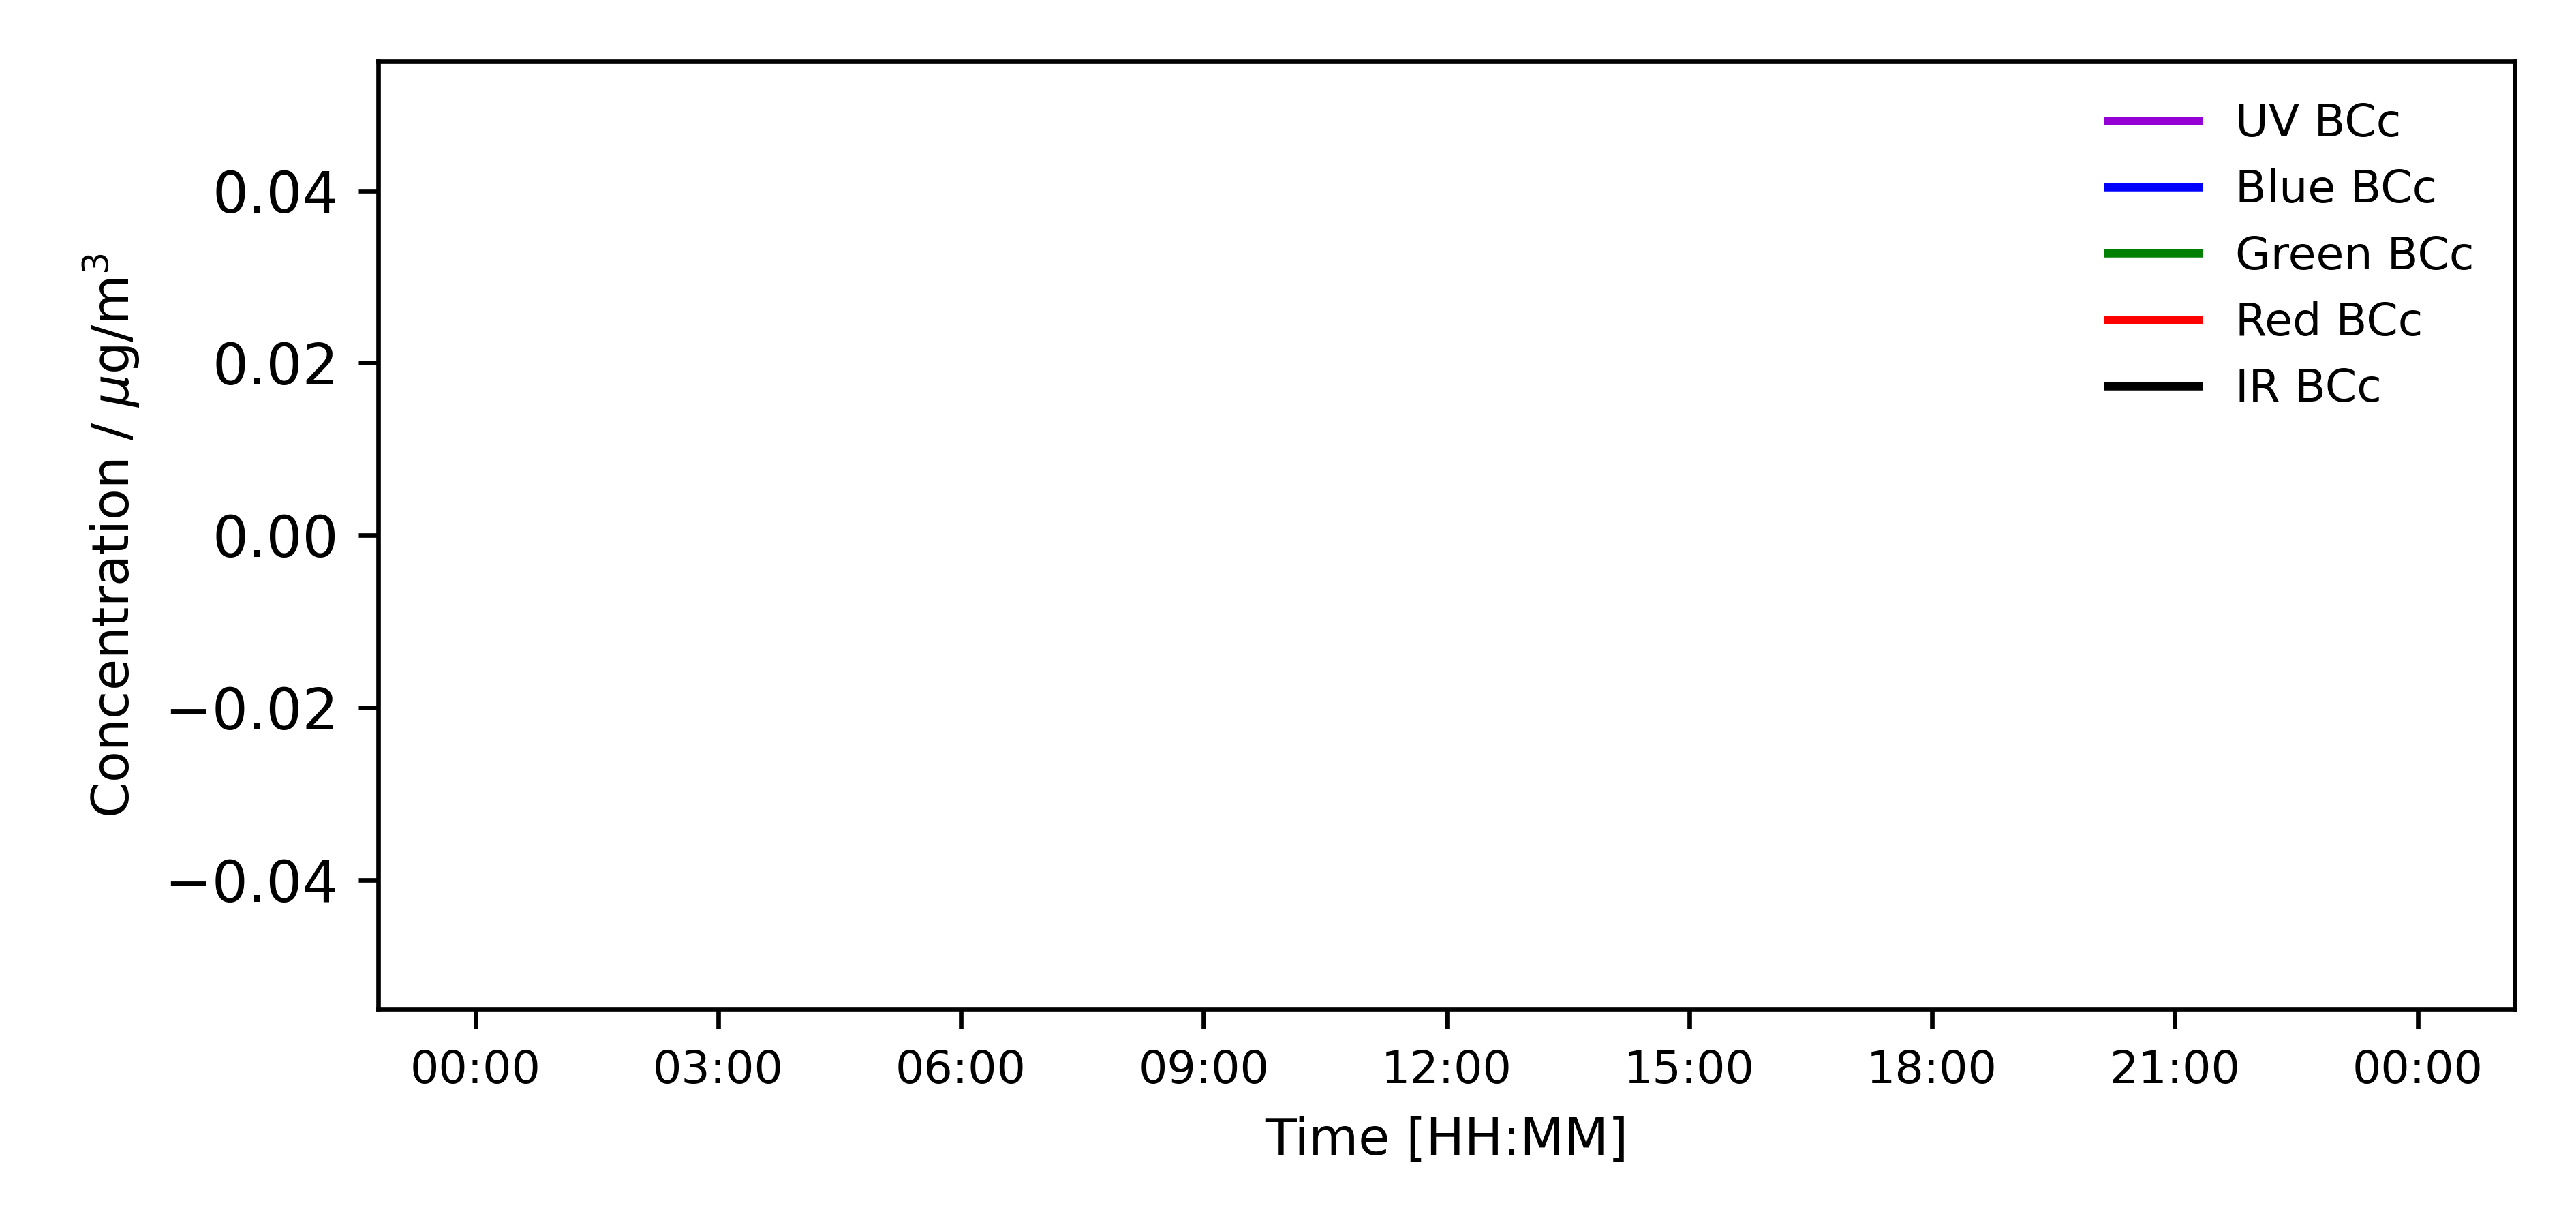 Concentration / μg/m³
0.04
0.02
0.00
−0.02
−0.04
UV BCc
Blue BCc
Green BCc
Red BCc
IR BCc
00:00 03:00 06:00 09:00 12:00 15:00 18:00 21:00 00:00
Time [HH:MM]